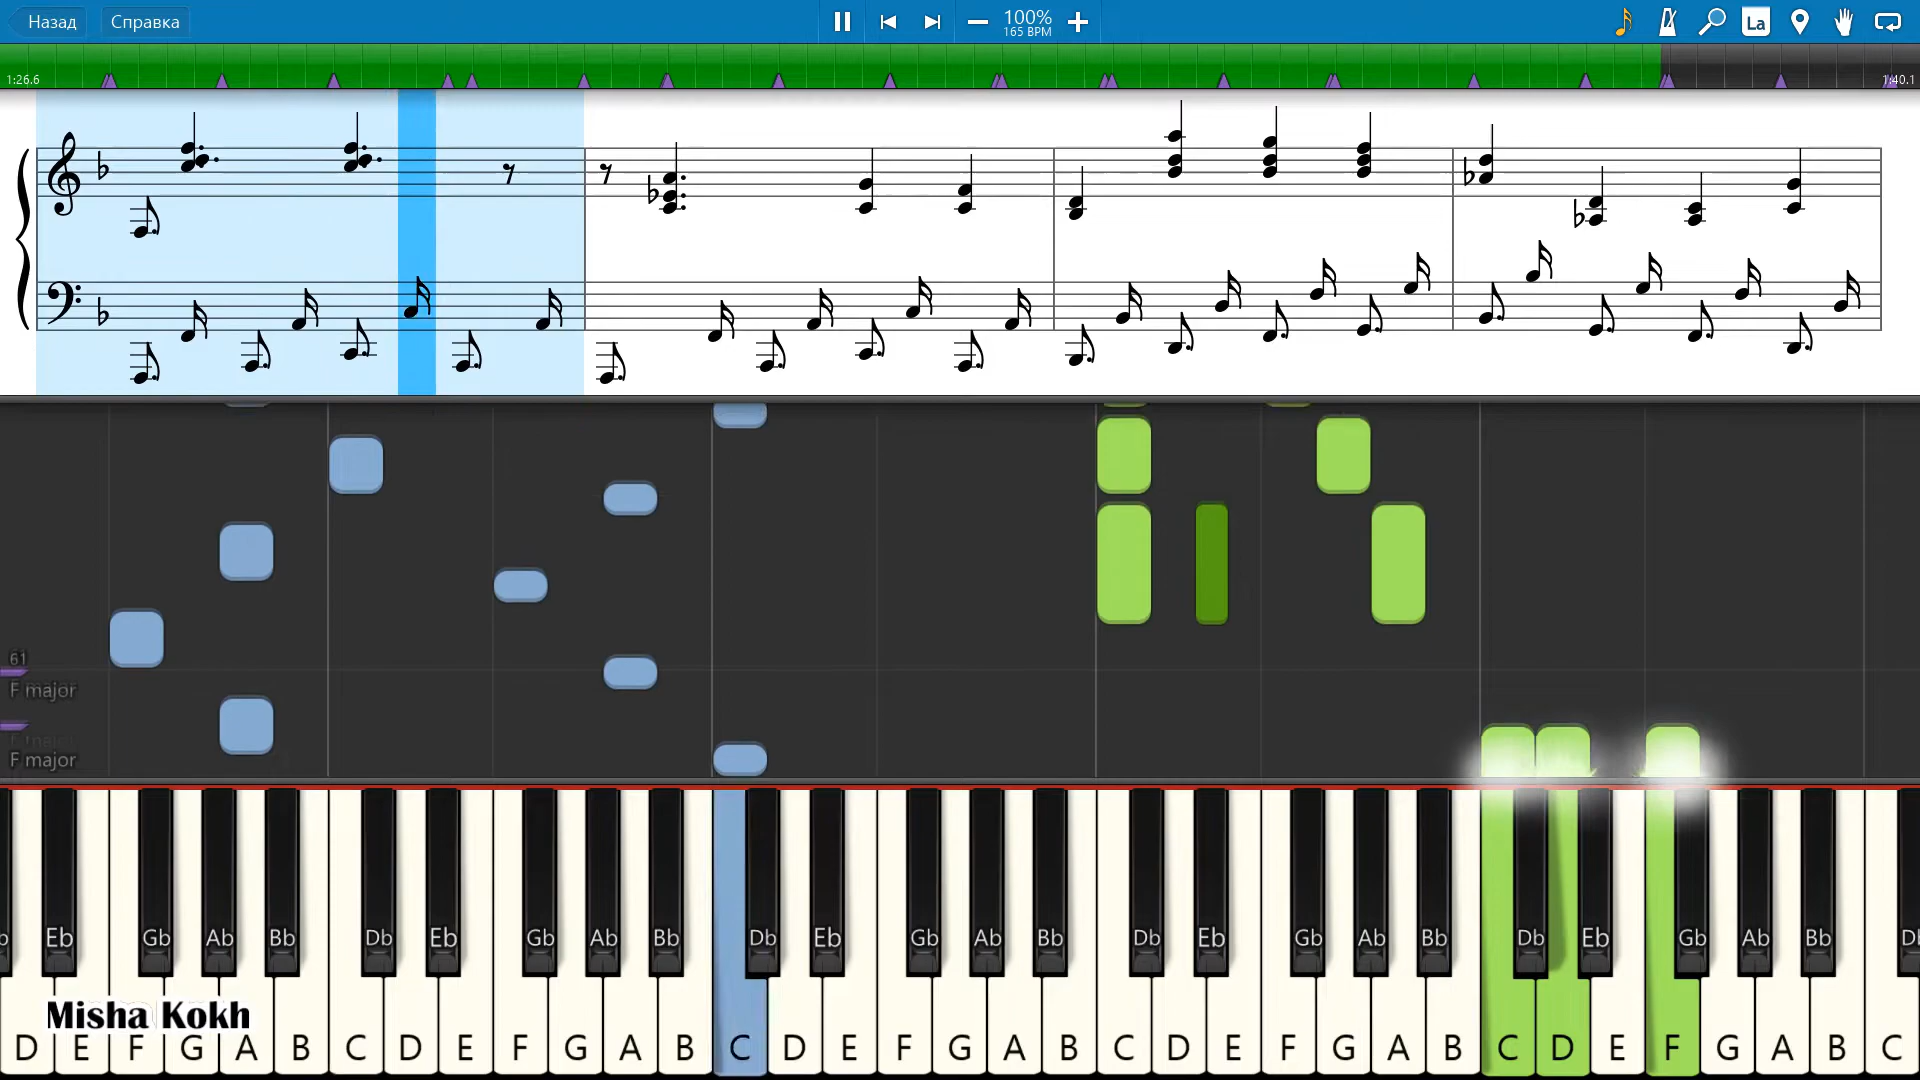 Назад Справка 100% La
165 BPM
1:26.6 1:40.1
61
F major
F major
Eb Gb Ab Bb Db Eb Gb Ab Bb Db Eb Gb Ab Bb Db Eb Gb Ab Bb Db Eb Gb Ab Bb
Misha Kokh
D E F G A B C D E F G A B C D E F G A B C D E F G A B C D E F G A B C